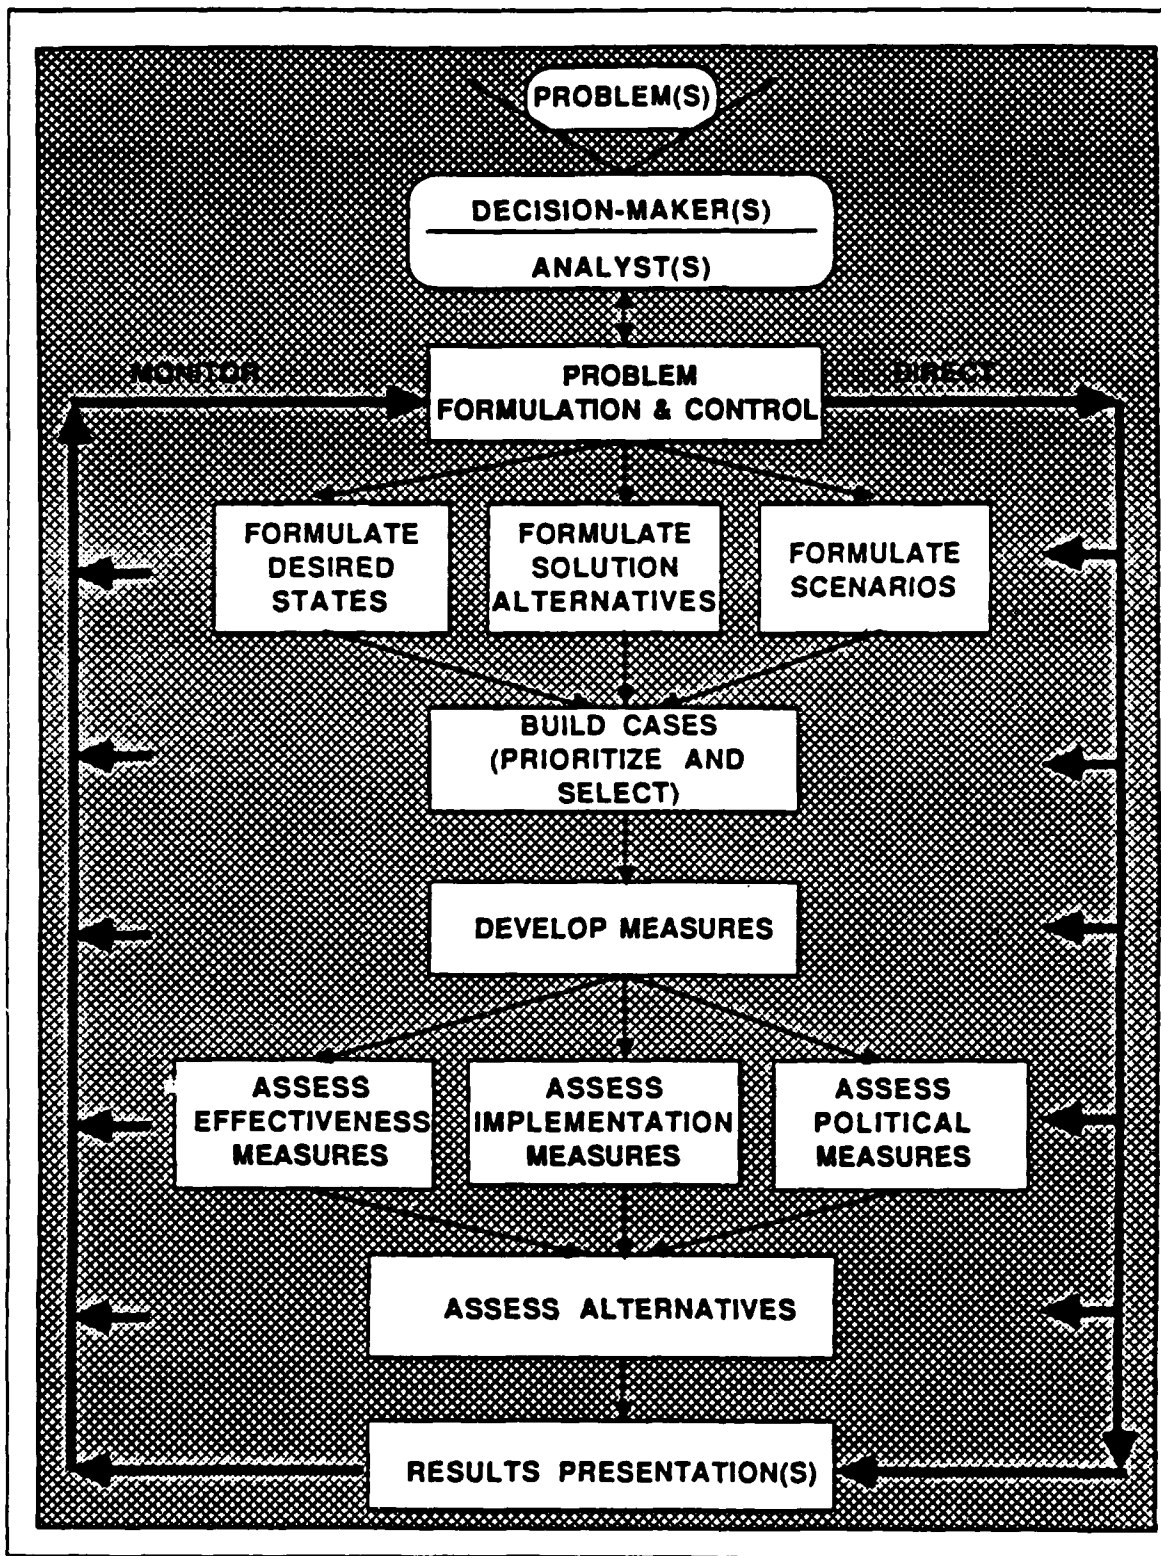 PROBLEM(S)
DECISION-MAKER(S)
ANALYST(S)
MONITOR
PROBLEM
FORMULATION & CONTROL
DIRECT
FORMULATE
DESIRED
STATES
FORMULATE
SOLUTION
ALTERNATIVES
FORMULATE
SCENARIOS
BUILD CASES
(PRIORITIZE AND
SELECT)
DEVELOP MEASURES
ASSESS
EFFECTIVENESS
MEASURES
ASSESS
IMPLEMENTATION
MEASURES
ASSESS
POLITICAL
MEASURES
ASSESS ALTERNATIVES
RESULTS PRESENTATION(S)